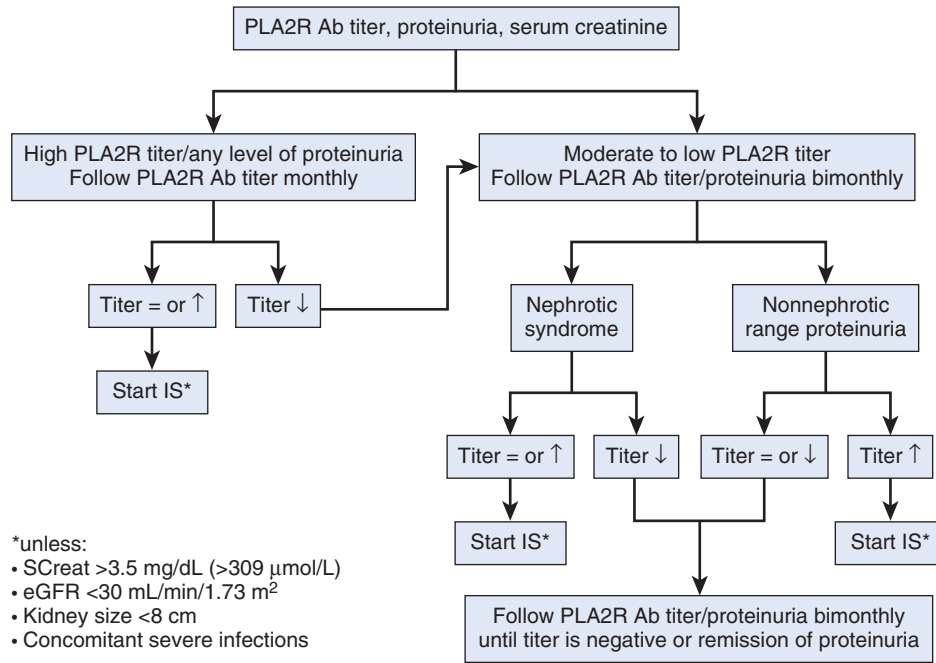 PLA2R Ab titer, proteinuria, serum creatinine
High PLA2R titer/any level of proteinuria
Follow PLA2R Ab titer monthly
Moderate to low PLA2R titer
Follow PLA2R Ab titer/proteinuria bimonthly
Titer = or ↑
Titer ↓
Nephrotic
syndrome
Nonnephrotic
range proteinuria
Start IS*
Titer = or ↑
Titer ↓
Titer = or ↓
Titer ↑
Start IS*
Start IS*
*unless:
• SCreat >3.5 mg/dL (>309 μmol/L)
• eGFR <30 mL/min/1.73 m²
• Kidney size <8 cm
• Concomitant severe infections
Follow PLA2R Ab titer/proteinuria bimonthly
until titer is negative or remission of proteinuria